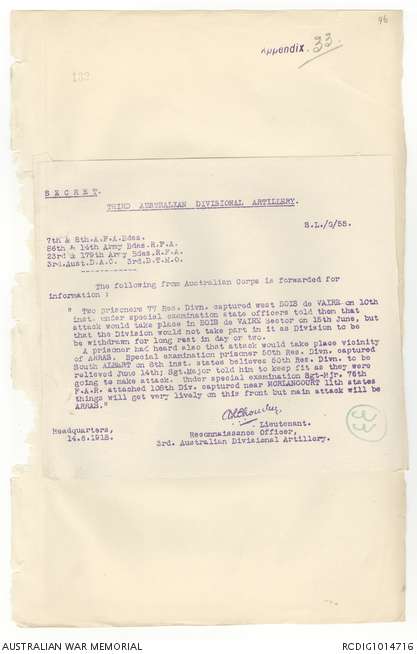 96
Appendix. 33
133
S E C R E T.
THIRD AUSTRALIAN DIVISIONAL ARTILLERY.
S.L./2/55.
7th & 8th.A.F.A.Bdes.
86th & 14th Army Bdes.R.F.A.
23rd & 179th Army Bdes.R.F.A.
3rd.Aust.D.A.C. 3rd.D.T.M.O.
-----------
The following from Australian Corps is forwarded for
information :
" Two prisoners 77 Res. Divn. captured west BOIS de VAIRE on 10th
inst. under special examination state officers told them that
attack would take place in BOIS de VAIRE Sector on 15th June, but
that the Division would not take part in it as Division to be
be withdrawn for long rest in day or two.
A prisoner had heard also that attack would take place vicinity
of ARRAS. Special examination prisoner 50th Res. Divn. captured
South ALBERT on 8th inst. states believes 50th Res. Divn. to be
relieved June 14th; Sgt.Major told him to keep fit as they were
going to make attack. Under special examination Sgt-Mjr. 76th
F.A.R. attached 108th Div. captured near MORLANCOURT 11th states
things will get very lively on this front but main attack will be
ARRAS."
Lieutenant.
Headquarters,
Reconnaissance Officer,
14.6.1918.
3rd. Australian Divisional Artillery.
33
AUSTRALIAN WAR MEMORIAL
RCDIG1014716